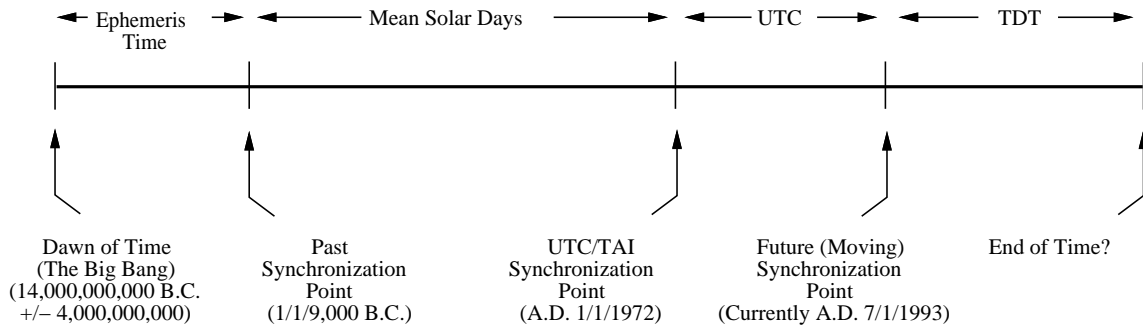 Ephemeris
Time
Mean Solar Days
UTC
TDT
Dawn of Time
(The Big Bang)
(14,000,000,000 B.C.
+/− 4,000,000,000)
Past
Synchronization
Point
(1/1/9,000 B.C.)
UTC/TAI
Synchronization
Point
(A.D. 1/1/1972)
Future (Moving)
Synchronization
Point
(Currently A.D. 7/1/1993)
End of Time?